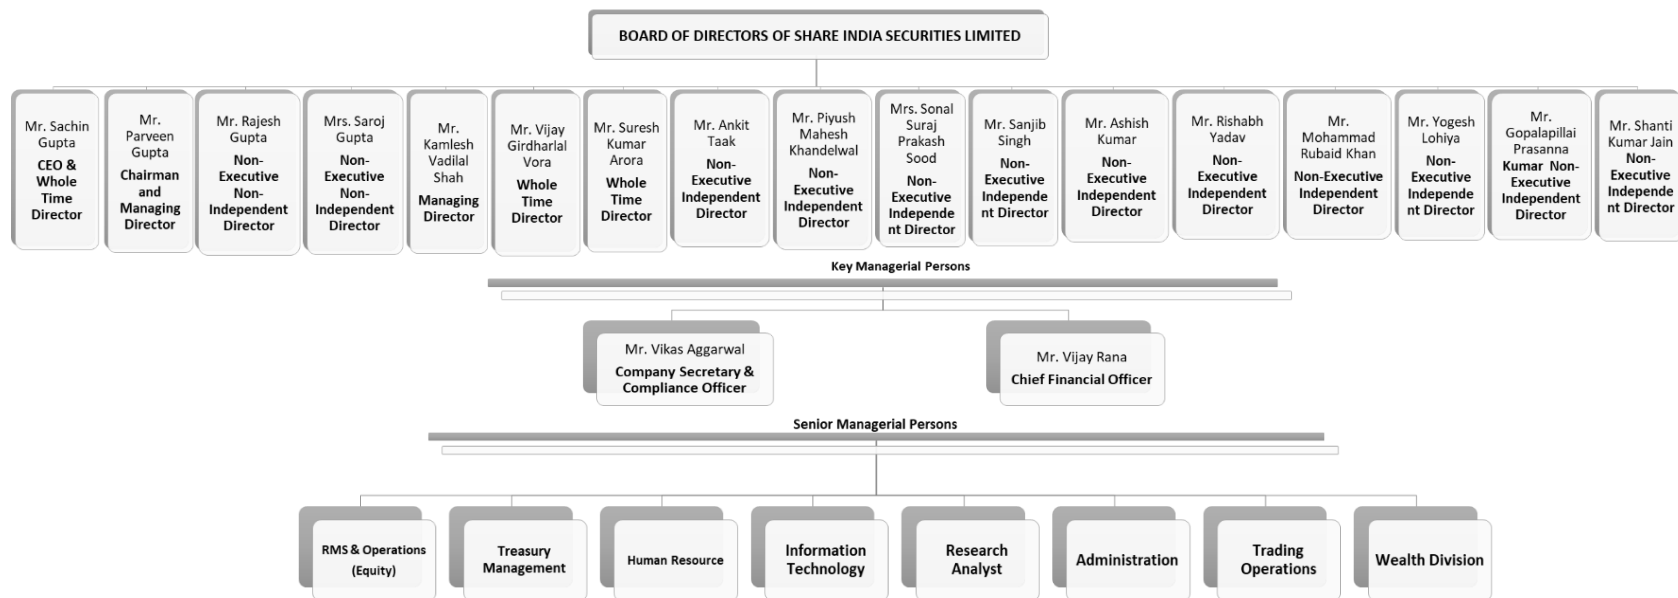 BOARD OF DIRECTORS OF SHARE INDIA SECURITIES LIMITED
Mr. Sachin
Gupta
CEO &
Whole
Time
Director
Mr.
Parveen
Gupta
Chairman
and
Managing
Director
Mr. Rajesh
Gupta
Non-
Executive
Non-
Independent
Director
Mrs. Saroj
Gupta
Non-
Executive
Non-
Independent
Director
Mr.
Kamlesh
Vadilal
Shah
Managing
Director
Mr. Vijay
Girdharlal
Vora
Whole
Time
Director
Mr. Suresh
Kumar
Arora
Whole
Time
Director
Mr. Ankit
Taak
Non-
Executive
Independent
Director
Mr. Piyush
Mahesh
Khandelwal
Non-
Executive
Independent
Director
Mrs. Sonal
Suraj
Prakash
Sood
Non-
Executive
Independe
nt Director
Mr. Sanjib
Singh
Non-
Executive
Independe
nt Director
Mr. Ashish
Kumar
Non-
Executive
Independent
Director
Mr. Rishabh
Yadav
Non-
Executive
Independent
Director
Mr.
Mohammad
Rubaid Khan
Non-Executive
Independent
Director
Mr. Yogesh
Lohiya
Non-
Executive
Independe
nt Director
Mr.
Gopalapillai
Prasanna
Kumar Non-
Executive
Independent
Director
Mr. Shanti
Kumar Jain
Non-
Executive
Independe
nt Director
Key Managerial Persons
Mr. Vikas Aggarwal
Company Secretary &
Compliance Officer
Mr. Vijay Rana
Chief Financial Officer
Senior Managerial Persons
RMS & Operations
(Equity)
Treasury
Management
Human Resource
Information
Technology
Research
Analyst
Administration
Trading
Operations
Wealth Division